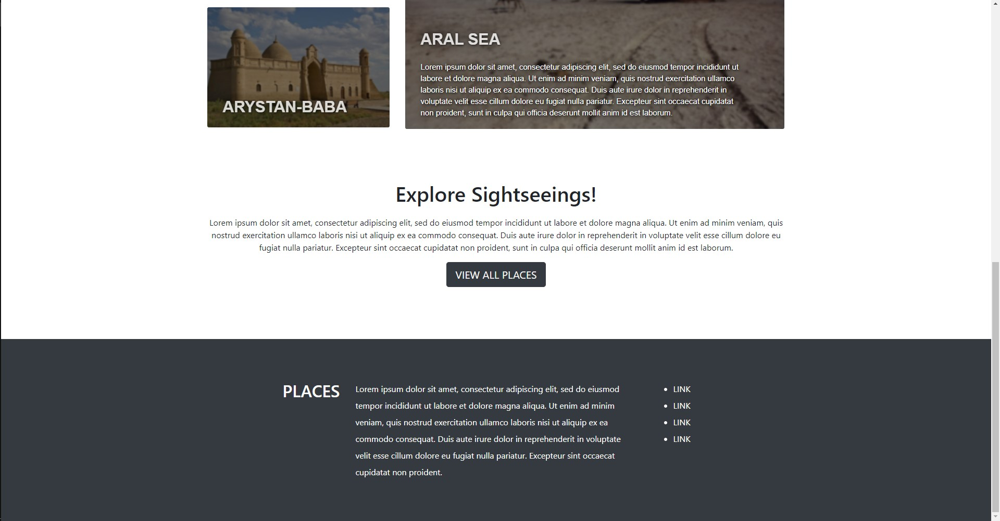 ARYSTAN-BABA
ARAL SEA
Lorem ipsum dolor sit amet, consectetur adipiscing elit, sed do eiusmod tempor incididunt ut
labore et dolore magna aliqua. Ut enim ad minim veniam, quis nostrud exercitation ullamco
laboris nisi ut aliquip ex ea commodo consequat. Duis aute irure dolor in reprehenderit in
voluptate velit esse cillum dolore eu fugiat nulla pariatur. Excepteur sint occaecat cupidatat
non proident, sunt in culpa qui officia deserunt mollit anim id est laborum.
Explore Sightseeings!
Lorem ipsum dolor sit amet, consectetur adipiscing elit, sed do eiusmod tempor incididunt ut labore et dolore magna aliqua. Ut enim ad minim veniam, quis
nostrud exercitation ullamco laboris nisi ut aliquip ex ea commodo consequat. Duis aute irure dolor in reprehenderit in voluptate velit esse cillum dolore eu
fugiat nulla pariatur. Excepteur sint occaecat cupidatat non proident, sunt in culpa qui officia deserunt mollit anim id est laborum.
VIEW ALL PLACES
PLACES
Lorem ipsum dolor sit amet, consectetur adipiscing elit, sed do eiusmod
tempor incididunt ut labore et dolore magna aliqua. Ut enim ad minim
veniam, quis nostrud exercitation ullamco laboris nisi ut aliquip ex ea
commodo consequat. Duis aute irure dolor in reprehenderit in voluptate
velit esse cillum dolore eu fugiat nulla pariatur. Excepteur sint occaecat
cupidatat non proident.
• LINK
• LINK
• LINK
• LINK